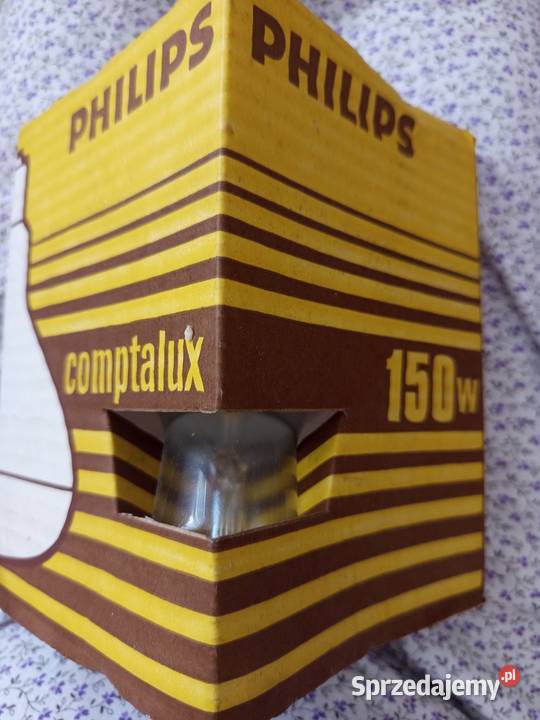 PHILIPS
PHILIPS
comptalux
150w
Sprzedajemy.pl